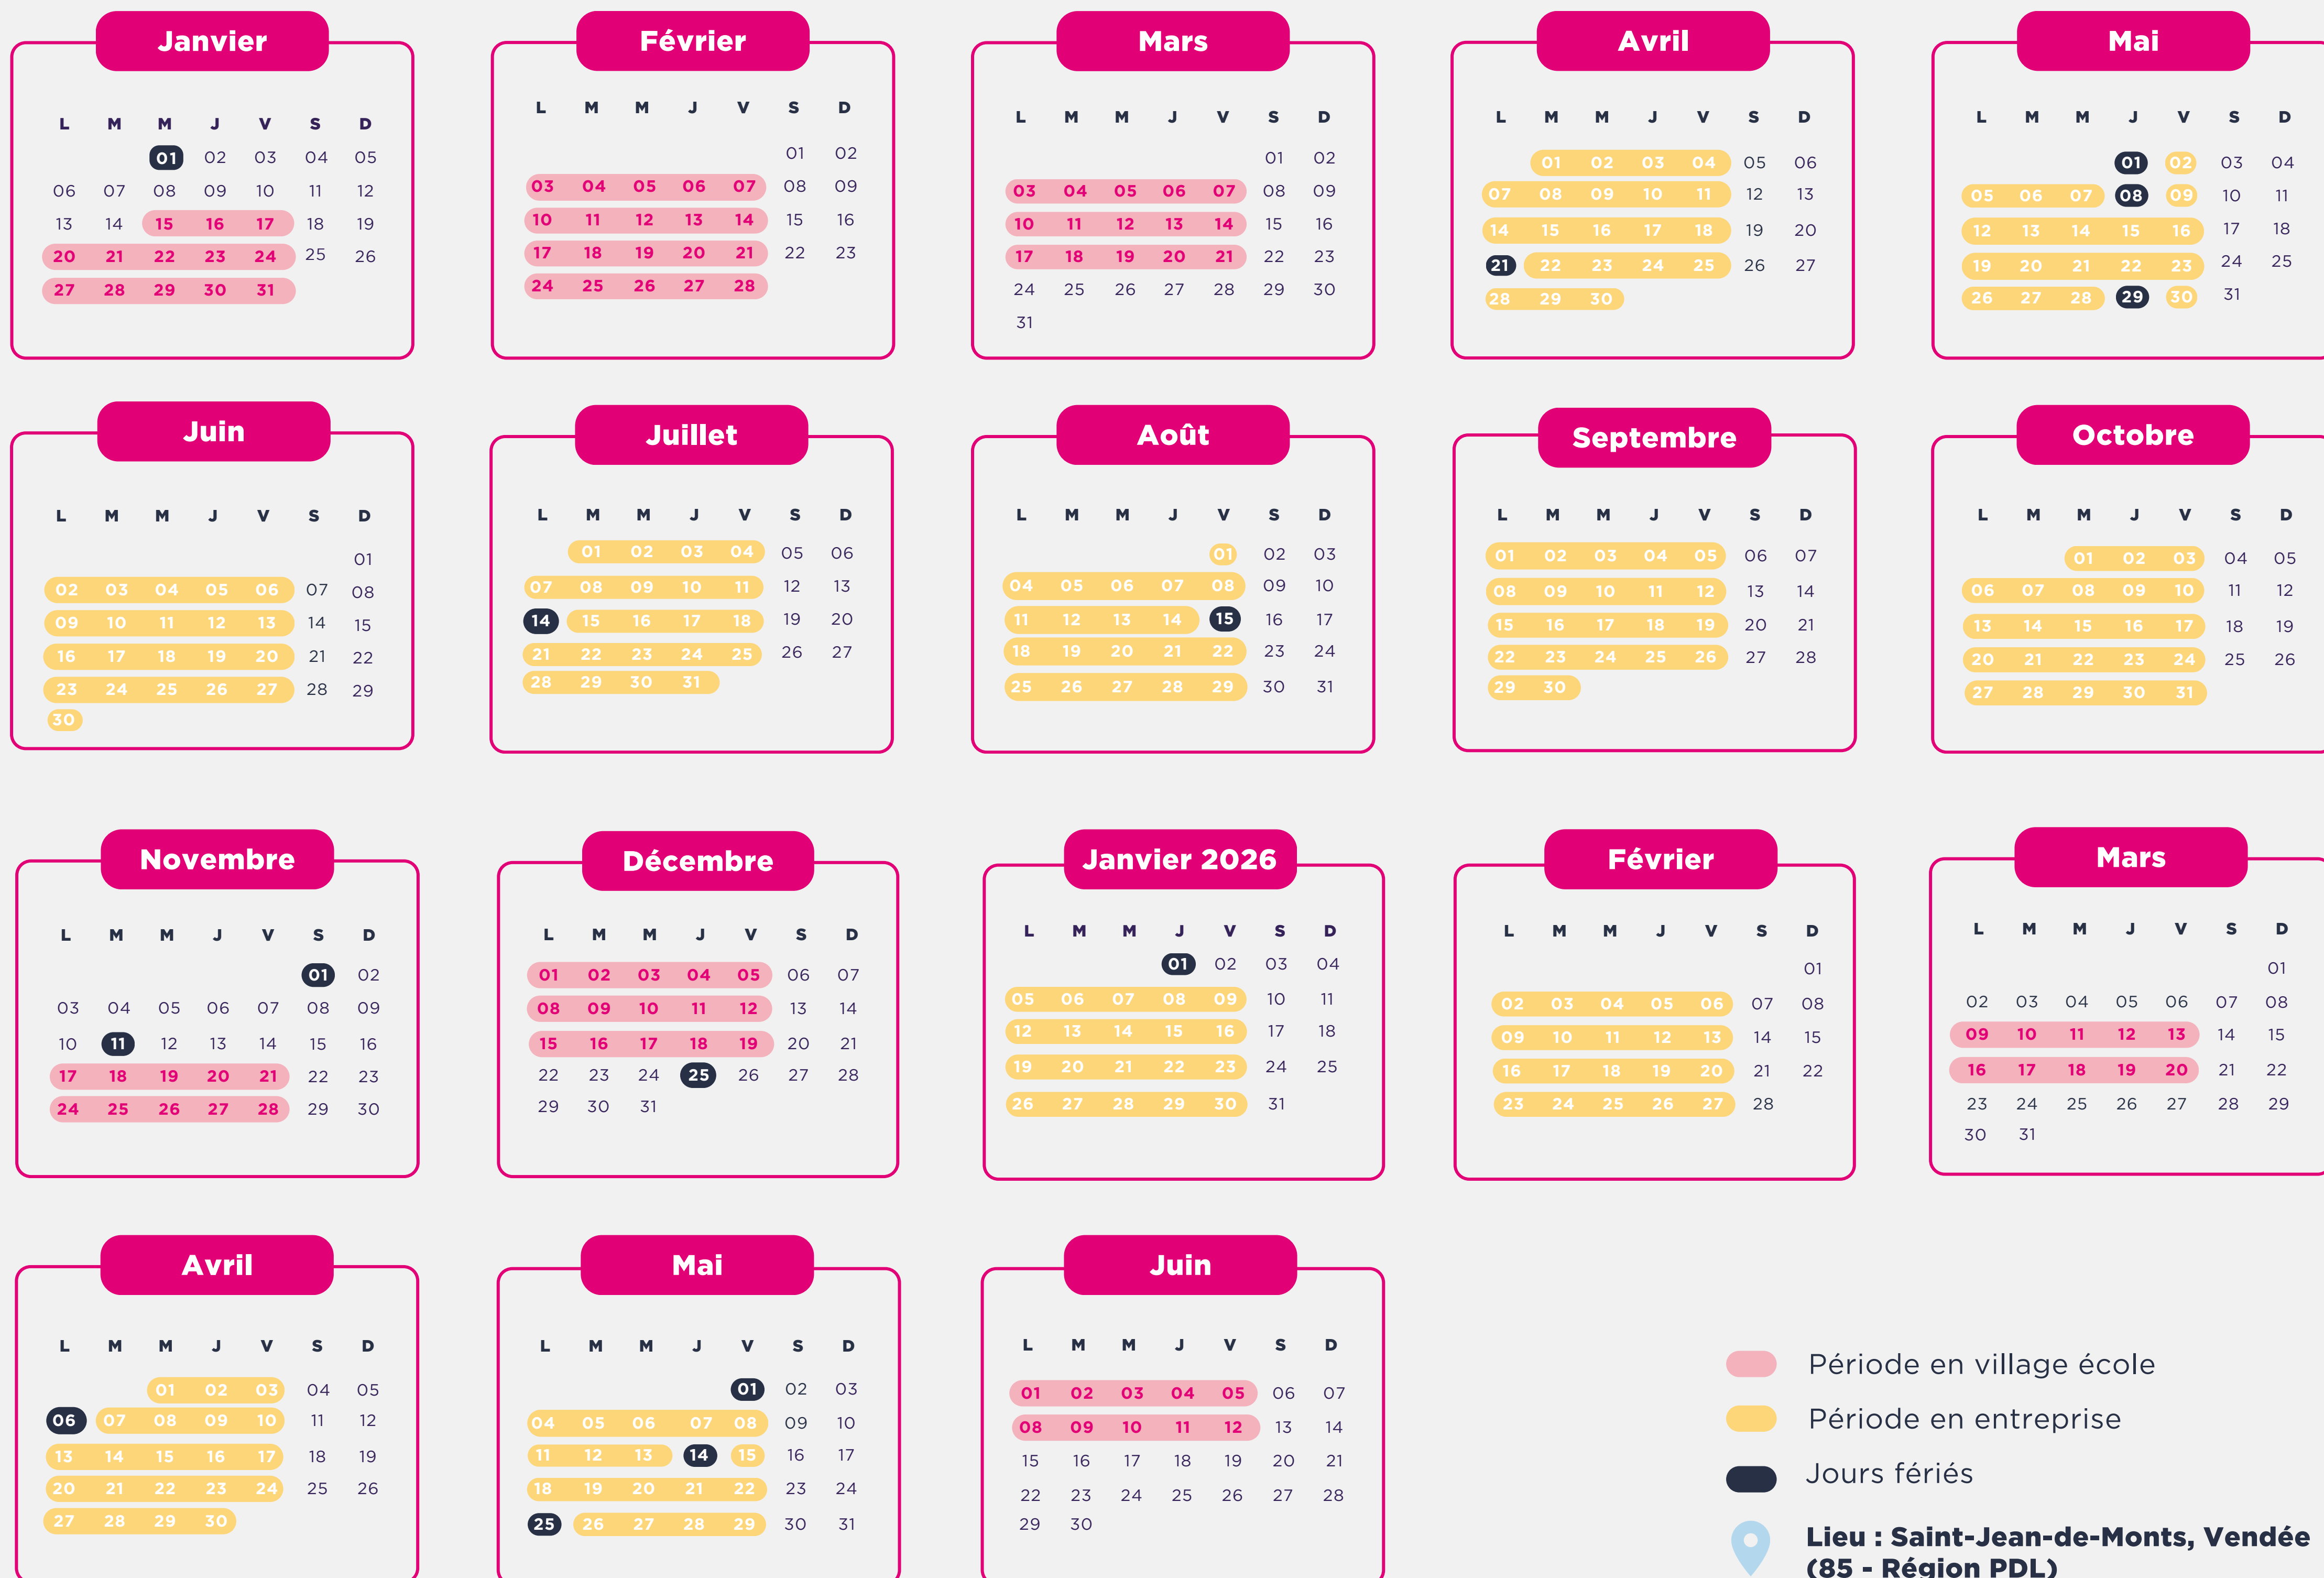 Janvier
L M M J V S D
01 02 03 04 05
06 07 08 09 10 11 12
13 14 15 16 17 18 19
20 21 22 23 24 25 26
27 28 29 30 31
Février
L M M J V S D
01 02
03 04 05 06 07 08 09
10 11 12 13 14 15 16
17 18 19 20 21 22 23
24 25 26 27 28
Mars
L M M J V S D
01 02
03 04 05 06 07 08 09
10 11 12 13 14 15 16
17 18 19 20 21 22 23
24 25 26 27 28 29 30
31
Avril
L M M J V S D
01 02 03 04 05 06
07 08 09 10 11 12 13
14 15 16 17 18 19 20
21 22 23 24 25 26 27
28 29 30
Mai
L M M J V S D
01 02 03 04
05 06 07 08 09 10 11
12 13 14 15 16 17 18
19 20 21 22 23 24 25
26 27 28 29 30 31
Juin
L M M J V S D
01
02 03 04 05 06 07 08
09 10 11 12 13 14 15
16 17 18 19 20 21 22
23 24 25 26 27 28 29
30
Juillet
L M M J V S D
01 02 03 04 05 06
07 08 09 10 11 12 13
14 15 16 17 18 19 20
21 22 23 24 25 26 27
28 29 30 31
Août
L M M J V S D
01 02 03
04 05 06 07 08 09 10
11 12 13 14 15 16 17
18 19 20 21 22 23 24
25 26 27 28 29 30 31
Septembre
L M M J V S D
01 02 03 04 05 06 07
08 09 10 11 12 13 14
15 16 17 18 19 20 21
22 23 24 25 26 27 28
29 30
Octobre
L M M J V S D
01 02 03 04 05
06 07 08 09 10 11 12
13 14 15 16 17 18 19
20 21 22 23 24 25 26
27 28 29 30 31
Novembre
L M M J V S D
01 02
03 04 05 06 07 08 09
10 11 12 13 14 15 16
17 18 19 20 21 22 23
24 25 26 27 28 29 30
Décembre
L M M J V S D
01 02 03 04 05 06 07
08 09 10 11 12 13 14
15 16 17 18 19 20 21
22 23 24 25 26 27 28
29 30 31
Janvier 2026
L M M J V S D
01 02 03 04
05 06 07 08 09 10 11
12 13 14 15 16 17 18
19 20 21 22 23 24 25
26 27 28 29 30 31
Février
L M M J V S D
01
02 03 04 05 06 07 08
09 10 11 12 13 14 15
16 17 18 19 20 21 22
23 24 25 26 27 28
Mars
L M M J V S D
01
02 03 04 05 06 07 08
09 10 11 12 13 14 15
16 17 18 19 20 21 22
23 24 25 26 27 28 29
30 31
Avril
L M M J V S D
01 02 03 04 05
06 07 08 09 10 11 12
13 14 15 16 17 18 19
20 21 22 23 24 25 26
27 28 29 30
Mai
L M M J V S D
01 02 03
04 05 06 07 08 09 10
11 12 13 14 15 16 17
18 19 20 21 22 23 24
25 26 27 28 29 30 31
Juin
L M M J V S D
01 02 03 04 05 06 07
08 09 10 11 12 13 14
15 16 17 18 19 20 21
22 23 24 25 26 27 28
29 30
Période en village école
Période en entreprise
Jours fériés
Lieu : Saint-Jean-de-Monts, Vendée
(85 - Région PDL)